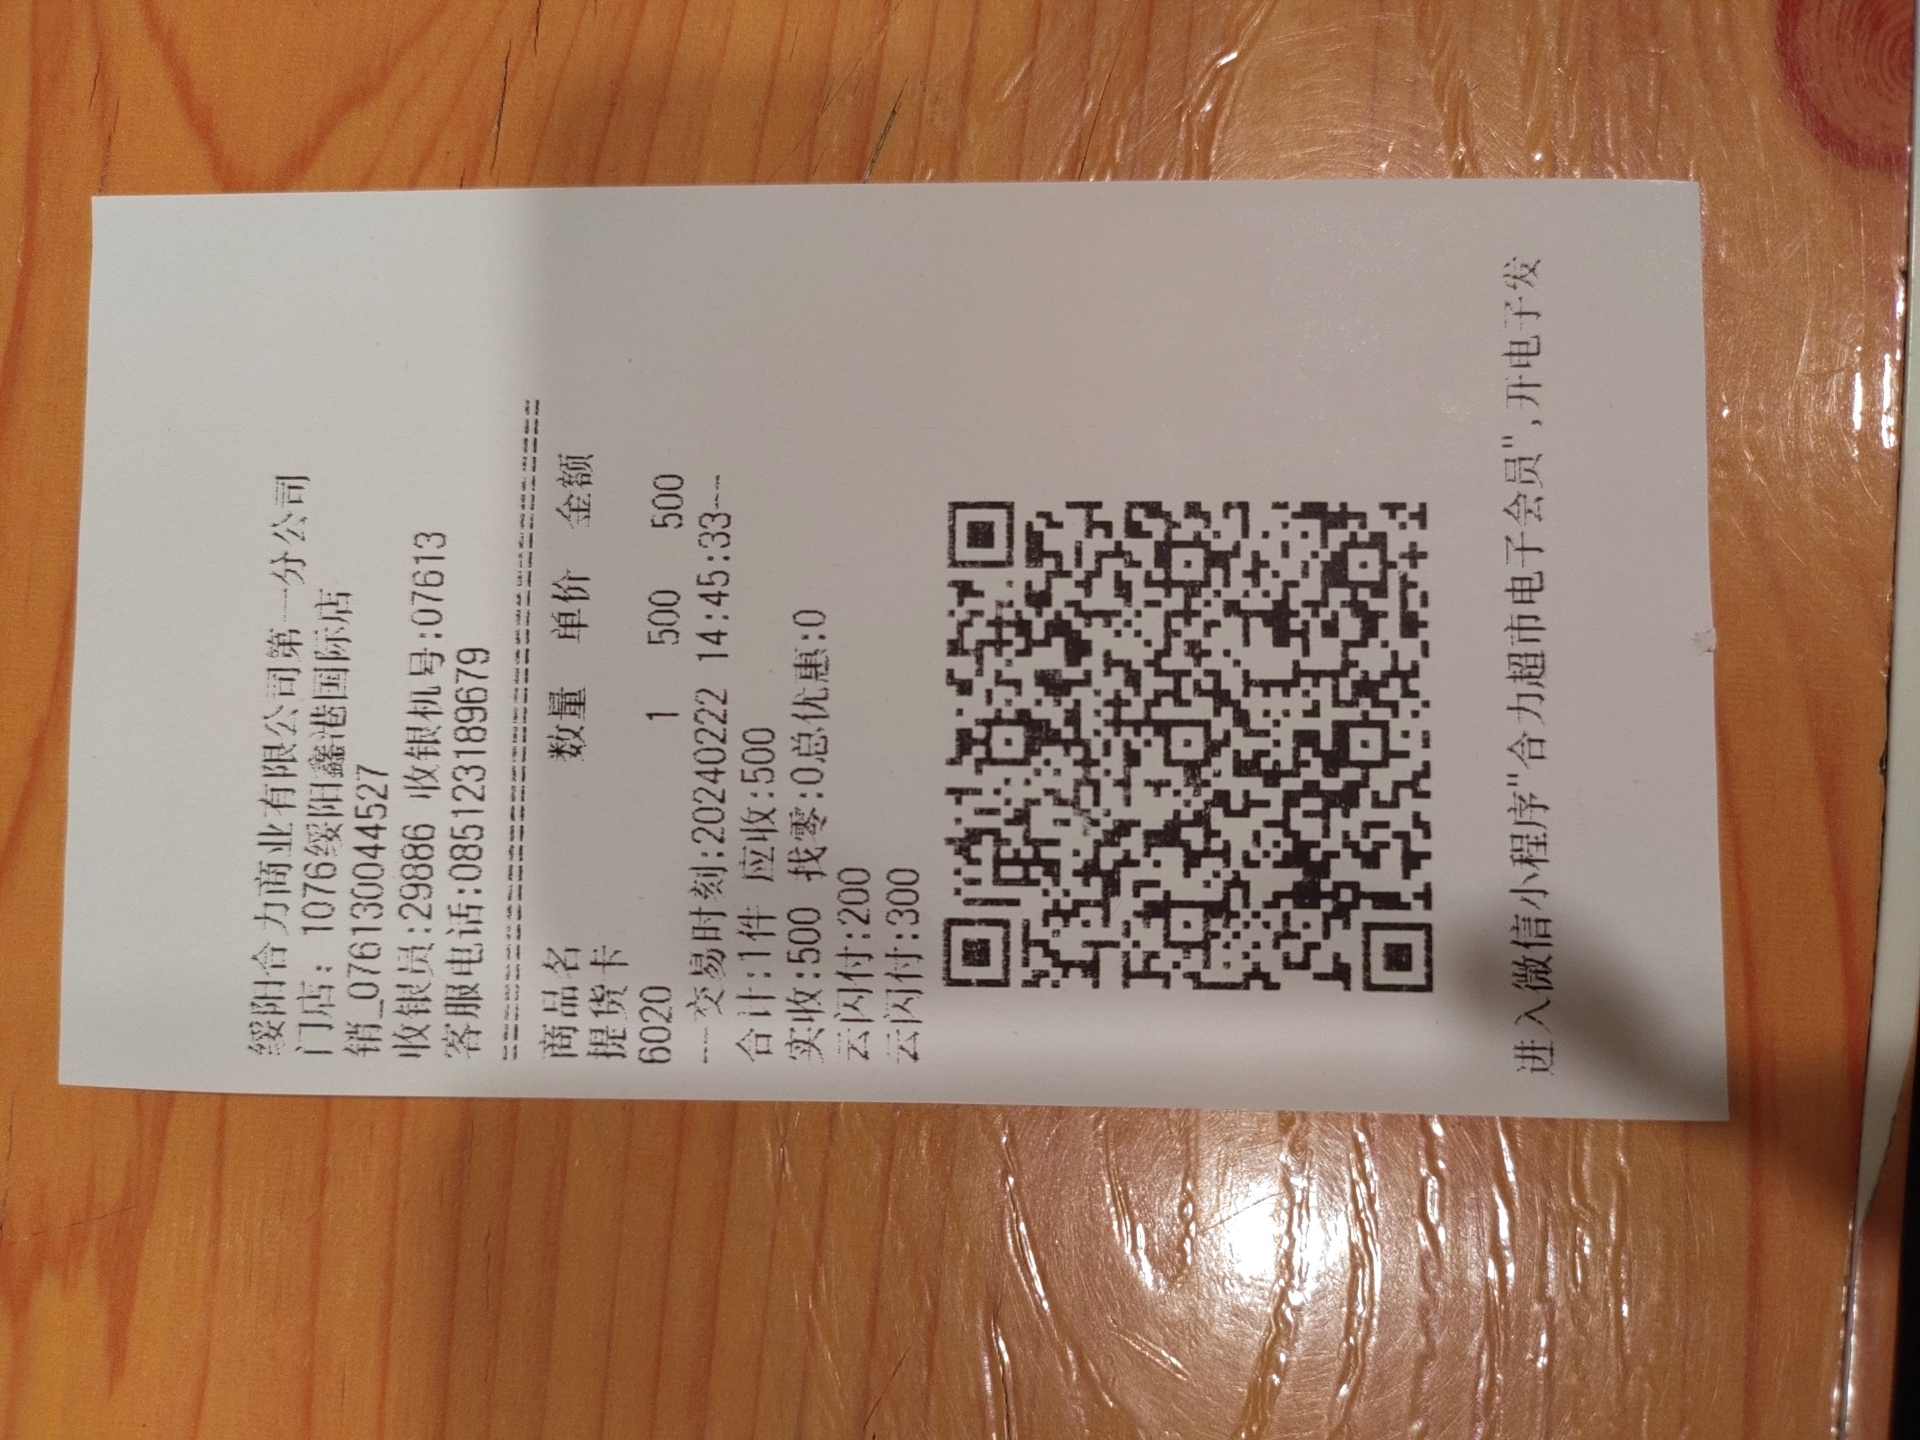 绥阳合力商业有限公司第一分公司
门店: 1076绥阳鑫港国际店
销_076130044527
收银员:29886 收银机号:07613
客服电话:085123189679
商品名 数量 单价 金额
提货卡
6020 1 500 500
---交易时刻:20240222 14:45:33---
合计:1件 应收:500
实收:500 找零:0总优惠:0
云闪付:200
云闪付:300
进入微信小程序"合力超市电子会员",开电子发